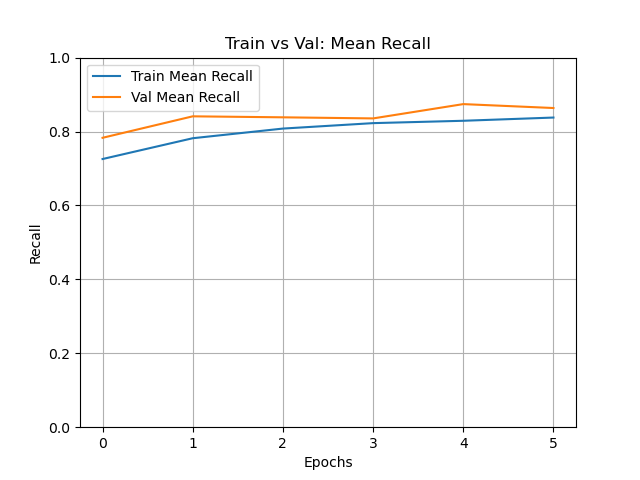 Train vs Val: Mean Recall
1.0
Train Mean Recall
Val Mean Recall
0.8
0.6
Recall
0.4
0.2
0.0
0 1 2 3 4 5
Epochs